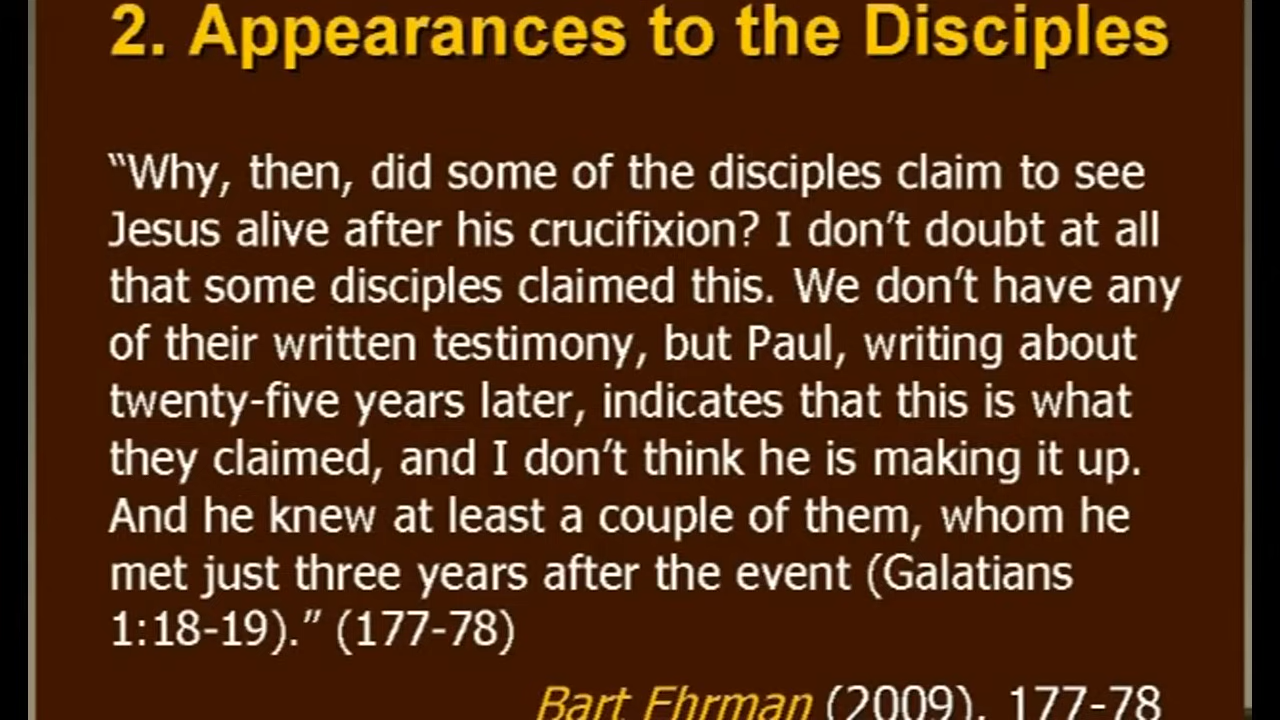 2. Appearances to the Disciples
“Why, then, did some of the disciples claim to see
Jesus alive after his crucifixion? I don’t doubt at all
that some disciples claimed this. We don’t have any
of their written testimony, but Paul, writing about
twenty-five years later, indicates that this is what
they claimed, and I don’t think he is making it up.
And he knew at least a couple of them, whom he
met just three years after the event (Galatians
1:18-19).” (177-78)
Bart Ehrman (2009), 177-78